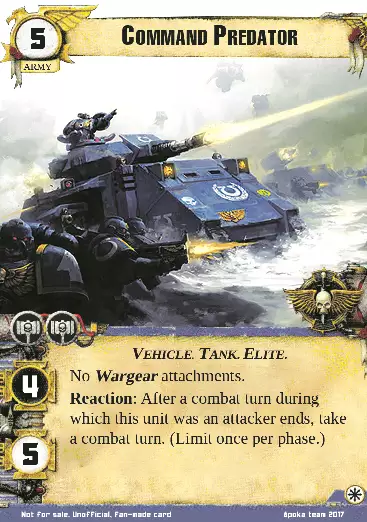 5
COMMAND PREDATOR
ARMY
VEHICLE. TANK. ELITE.
No Wargear attachments.
Reaction: After a combat turn during
which this unit was an attacker ends, take
a combat turn. (Limit once per phase.)
4
5
Not for sale. Unofficial. Fan-made card
Apoka team 2017